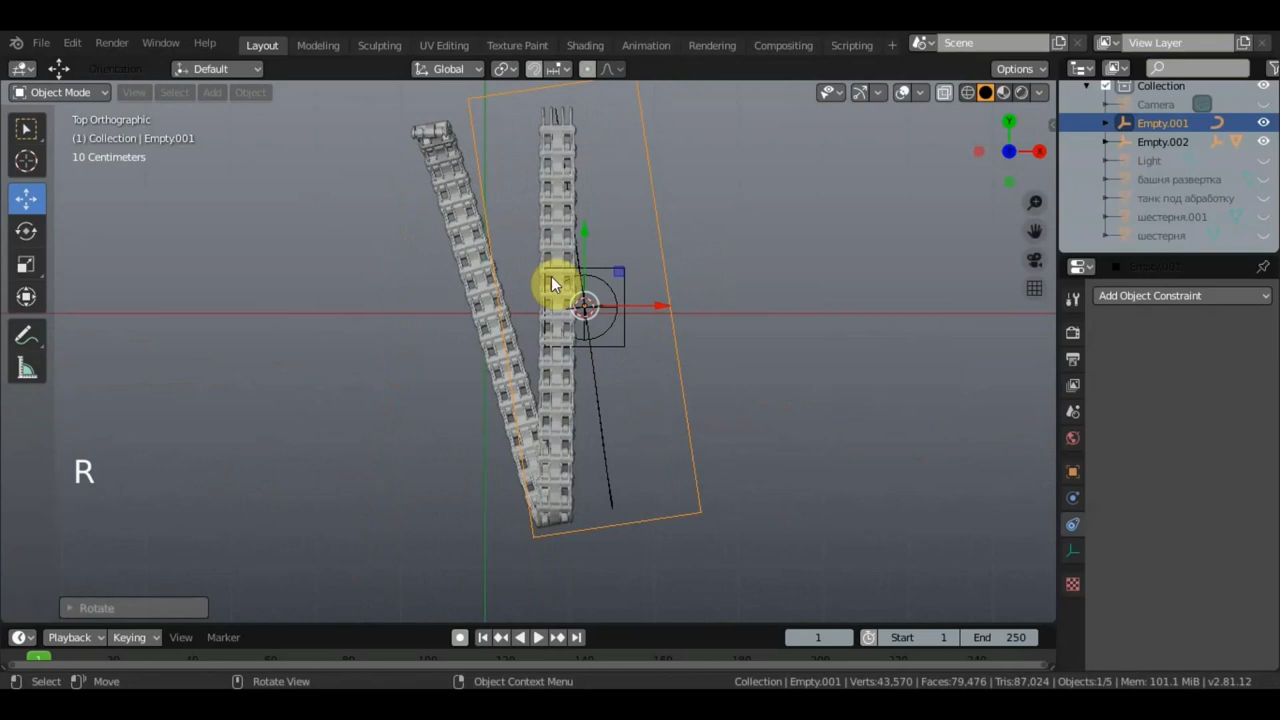 File Edit Render Window Help Layout Modeling Sculpting UV Editing Texture Paint Shading Animation Rendering Compositing Scripting + Scene View Layer
Default Global Options
Object Mode View Select Add Object
Top Orthographic
(1) Collection | Empty.001
10 Centimeters
Y
X
Z
Collection
Camera
Empty.001
Empty.002
Light
башня развертка
танк под абработку
шестерня.001
шестерня
Add Object Constraint
R
Rotate
Playback Keying View Marker 1 Start 1 End 250
1
Select Move Rotate View Object Context Menu Collection | Empty.001 | Verts:43,570 | Faces:79,476 | Tris:87,024 | Objects:1/5 | Mem: 101.1 MiB | v2.81.12